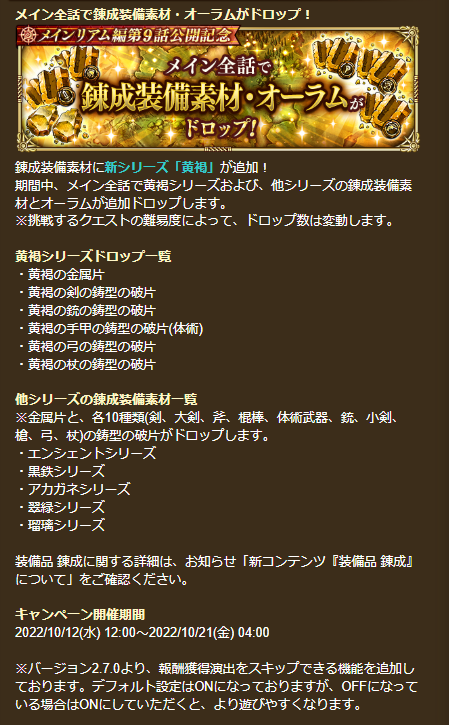 メイン全話で錬成装備素材・オーラムがドロップ！
メインリアム編第9話公開記念
メイン全話で
錬成装備素材・オーラムが
ドロップ!
錬成装備素材に新シリーズ「黄褐」が追加！
期間中、メイン全話で黄褐シリーズおよび、他シリーズの錬成装備素
材とオーラムが追加ドロップします。
※挑戦するクエストの難易度によって、ドロップ数は変動します。
黄褐シリーズドロップ一覧
・黄褐の金属片
・黄褐の剣の鋳型の破片
・黄褐の銃の鋳型の破片
・黄褐の手甲の鋳型の破片(体術)
・黄褐の弓の鋳型の破片
・黄褐の杖の鋳型の破片
他シリーズの錬成装備素材一覧
※金属片と、各10種類(剣、大剣、斧、棍棒、体術武器、銃、小剣、
槍、弓、杖)の鋳型の破片がドロップします。
・エンシェントシリーズ
・黒鉄シリーズ
・アカガネシリーズ
・翠緑シリーズ
・瑠璃シリーズ
装備品 錬成に関する詳細は、お知らせ「新コンテンツ『装備品 錬成』
について」をご確認ください。
キャンペーン開催期間
2022/10/12(水) 12:00～2022/10/21(金) 04:00
※バージョン2.7.0より、報酬獲得演出をスキップできる機能を追加し
ております。デフォルト設定はONになっておりますが、OFFになって
いる場合はONにしていただくと、より遊びやすくなります。